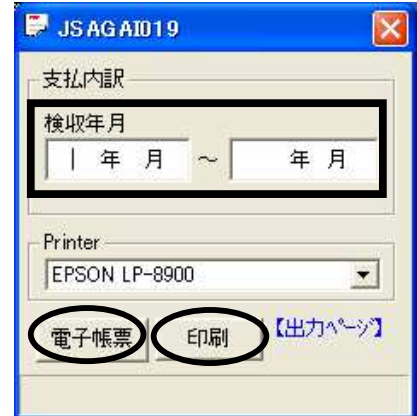 JSAGAI019
支払内訳
検収年月
年 月 ～ 年 月
Printer
EPSON LP-8900
電子帳票 印刷 【出力ページ】